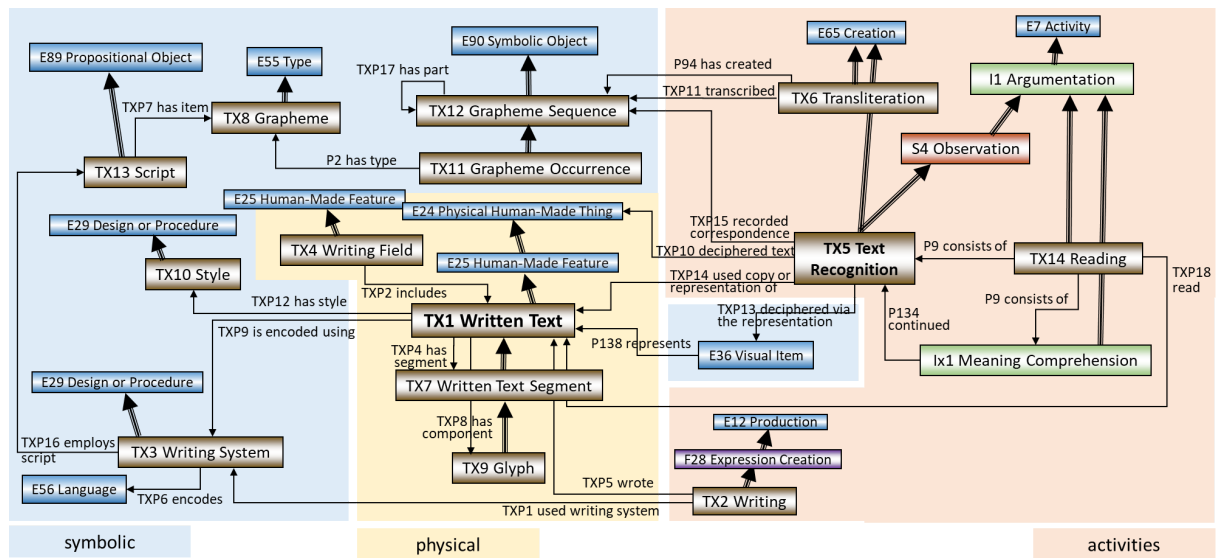 E89 Propositional Object
E55 Type
E90 Symbolic Object
E65 Creation
E7 Activity
TXP17 has part
P94 has created
I1 Argumentation
TXP7 has item
TX8 Grapheme
TX12 Grapheme Sequence
TXP11 transcribed
TX6 Transliteration
S4 Observation
TX13 Script
P2 has type
TX11 Grapheme Occurrence
E25 Human-Made Feature
E24 Physical Human-Made Thing
E29 Design or Procedure
TX4 Writing Field
TXP15 recorded
correspondence
TXP10 deciphered text
TX5 Text
Recognition
P9 consists of
TX14 Reading
TX10 Style
E25 Human-Made Feature
TXP14 used copy or
representation of
TXP18
read
TXP2 includes
TXP12 has style
TX1 Written Text
TXP13 deciphered via
the representation
P9 consists of
P134
continued
TXP9 is encoded using
P138 represents
E36 Visual Item
Ix1 Meaning Comprehension
TXP4 has
segment
E29 Design or Procedure
TX7 Written Text Segment
TXP8 has
component
E12 Production
TXP16 employs
script
TX3 Writing System
TX9 Glyph
F28 Expression Creation
E56 Language
TXP6 encodes
TXP5 wrote
TX2 Writing
TXP1 used writing system
symbolic
physical
activities